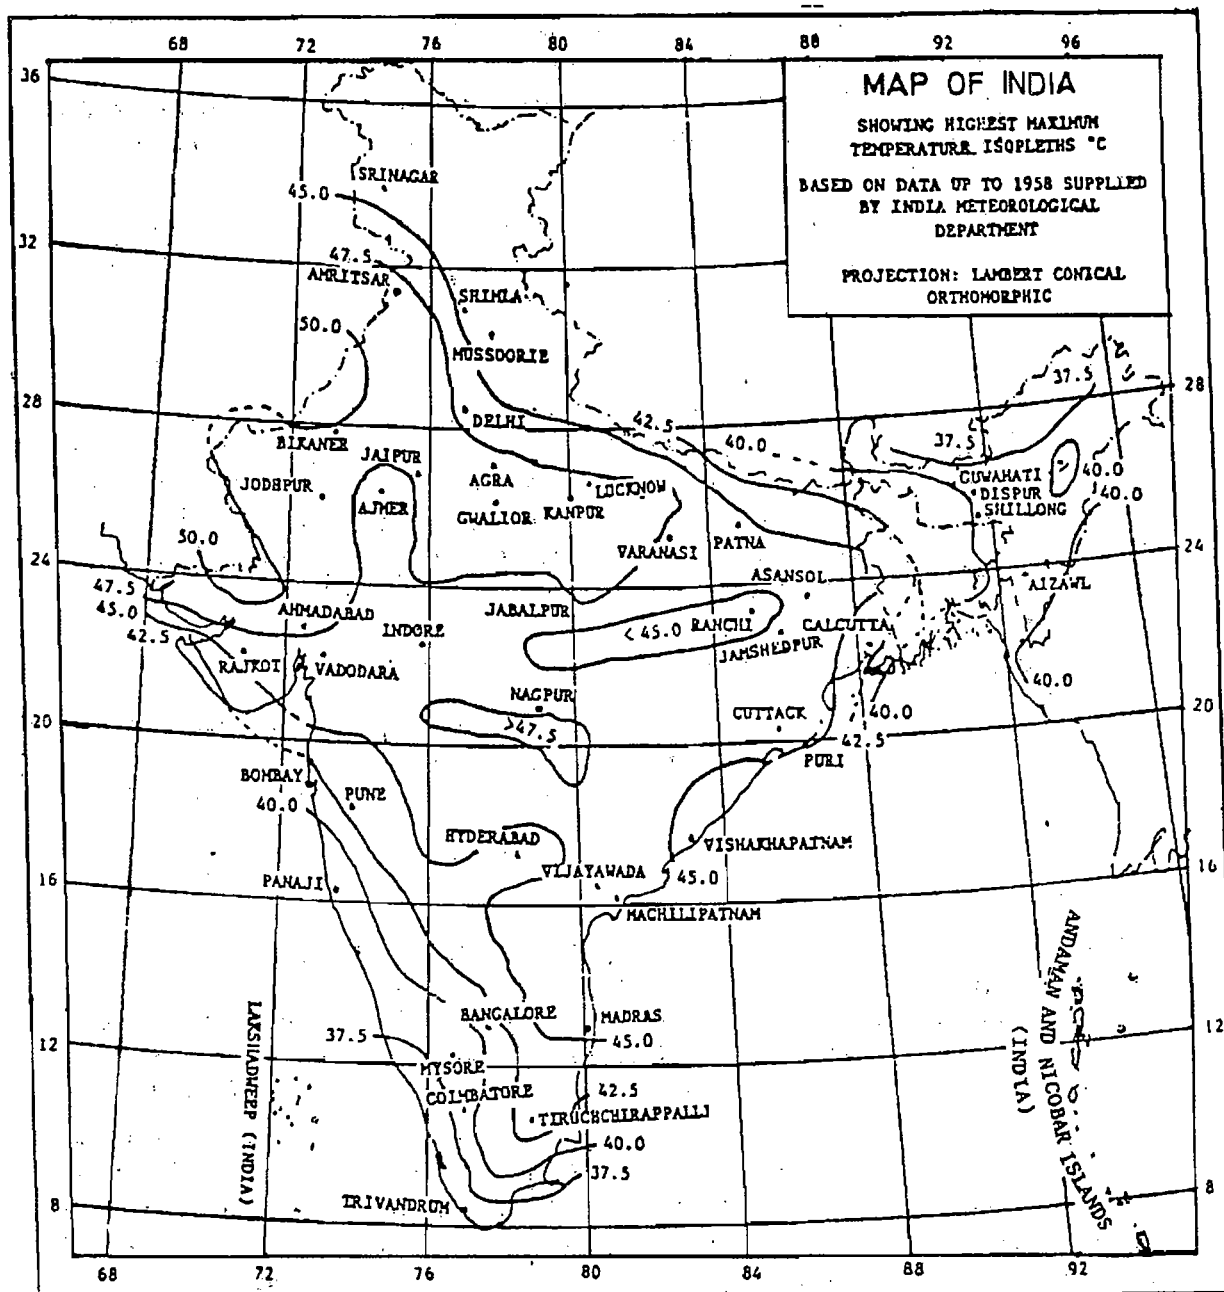 68 72 76 80 84 88 92 96
36
MAP OF INDIA
SHOWING HIGHEST MAXIMUM
TEMPERATURE ISOPLETHS °C
BASED ON DATA UP TO 1958 SUPPLIED
BY INDIA METEOROLOGICAL
DEPARTMENT
PROJECTION: LAMBERT CONICAL
ORTHOMORPHIC
SRINAGAR
45.0
32
47.5
AMRITSAR
SHIMLA
50.0
MUSSOORIE
37.5
28
28
DELHI
42.5
40.0
37.5
BIKANER
JAIPUR
JODHPUR
AGRA
LUCKNOW
GUWAHATI
40.0
DISPUR
40.0
AJMER
GWALIOR
KANPUR
SHILLONG
50.0
VARANASI
PATNA
24
24
ASANSOL
AIZAWL
47.5
45.0
AHMADABAD
JABALPUR
42.5
INDORE
<45.0
RANCHI
CALCUTTA
RAJKOT
VADODARA
JAMSHEDPUR
40.0
NAGPUR
20
>47.5
CUTTACK
40.0
20
42.5
PURI
BOMBAY
PUNE
40.0
HYDERABAD
VISHAKHAPATNAM
VIJAYAWADA
45.0
16
PANAJI
16
MACHILIPATNAM
BANGALORE
MADRAS
37.5
45.0
12
12
MYSORE
COIMBATORE
42.5
TIRUCHCHIRAPPALLI
40.0
37.5
LAKSHADWEEP (INDIA)
ANDAMAN AND NICOBAR ISLANDS
(INDIA)
TRIVANDRUM
8
8
68 72 76 80 84 88 92